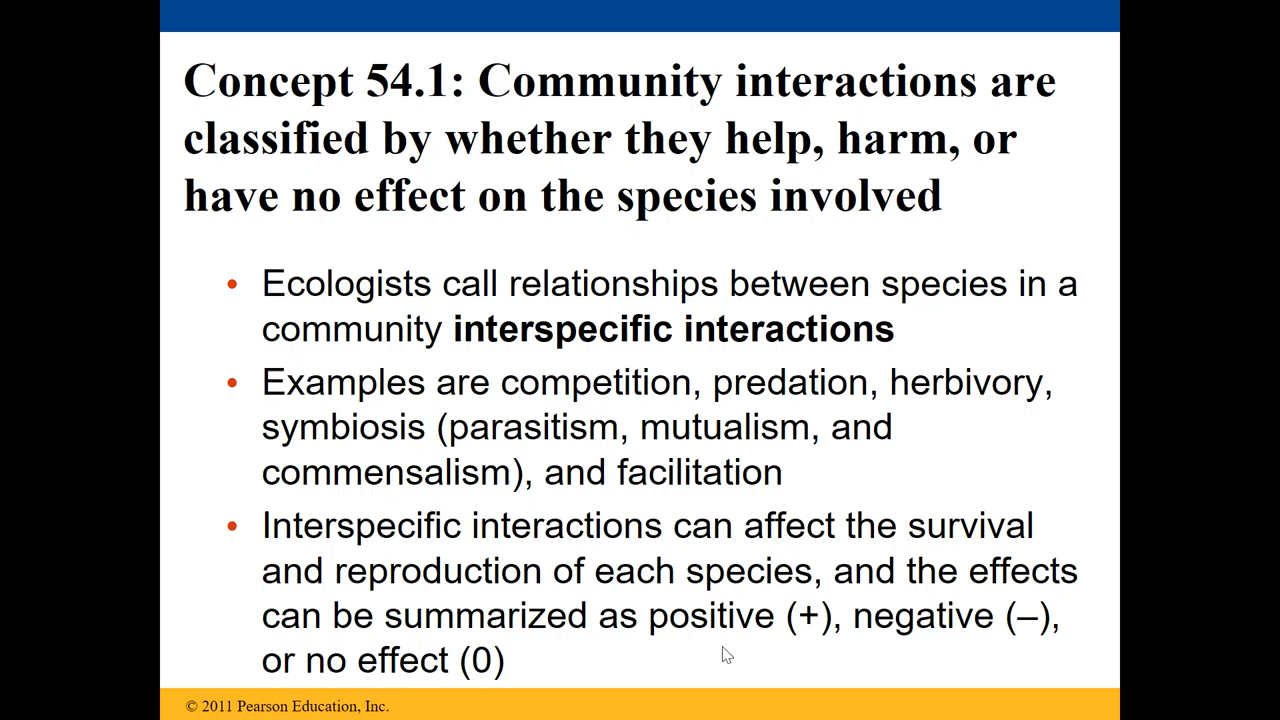 Concept 54.1: Community interactions are
classified by whether they help, harm, or
have no effect on the species involved
• Ecologists call relationships between species in a
community interspecific interactions
• Examples are competition, predation, herbivory,
symbiosis (parasitism, mutualism, and
commensalism), and facilitation
• Interspecific interactions can affect the survival
and reproduction of each species, and the effects
can be summarized as positive (+), negative (–),
or no effect (0)
© 2011 Pearson Education, Inc.